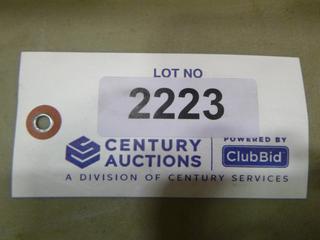 LOT NO
2223
CENTURY
AUCTIONS
POWERED BY
ClubBid
A DIVISION OF CENTURY SERVICES